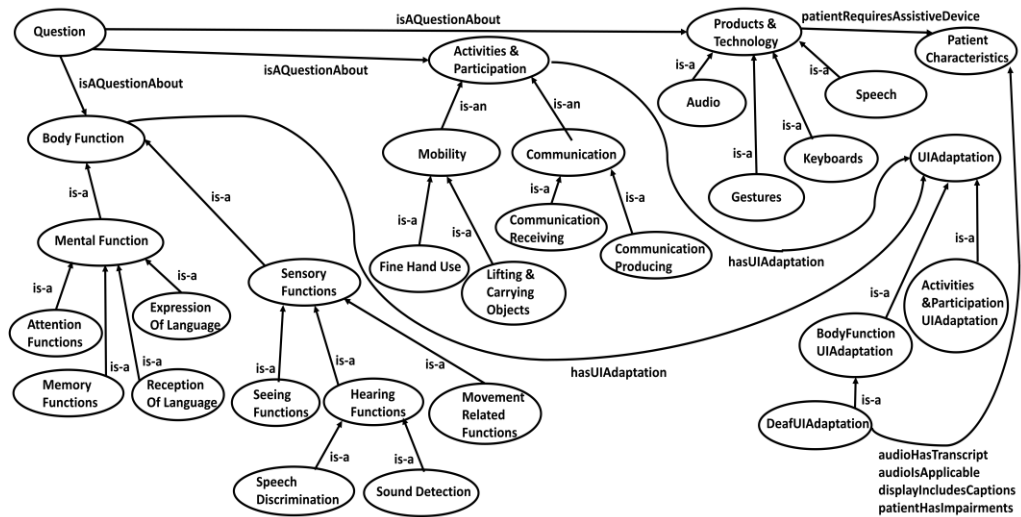 Question
isAQuestionAbout
isAQuestionAbout
isAQuestionAbout
Products &
Technology
patientRequiresAssistiveDevice
Patient
Characteristics
Activities &
Participation
is-a
is-a
Audio
Speech
is-an
is-an
is-a
is-a
Body Function
Mobility
Communication
Keyboards
Gestures
UIAdaptation
is-a
is-a
is-a
is-a
is-a
is-a
Communication
Receiving
Communication
Producing
Mental Function
Fine Hand Use
Lifting &
Carrying
Objects
hasUIAdaptation
is-a
is-a
is-a
Sensory
Functions
Expression
Of Language
Attention
Functions
is-a
Activities
&Participation
UIAdaptation
BodyFunction
UIAdaptation
is-a
is-a
is-a
is-a
is-a
hasUIAdaptation
Memory
Functions
Reception
Of Language
Seeing
Functions
Hearing
Functions
Movement
Related
Functions
is-a
DeafUIAdaptation
is-a
is-a
Speech
Discrimination
Sound Detection
audioHasTranscript
audioIsApplicable
displayIncludesCaptions
patientHasImpairments